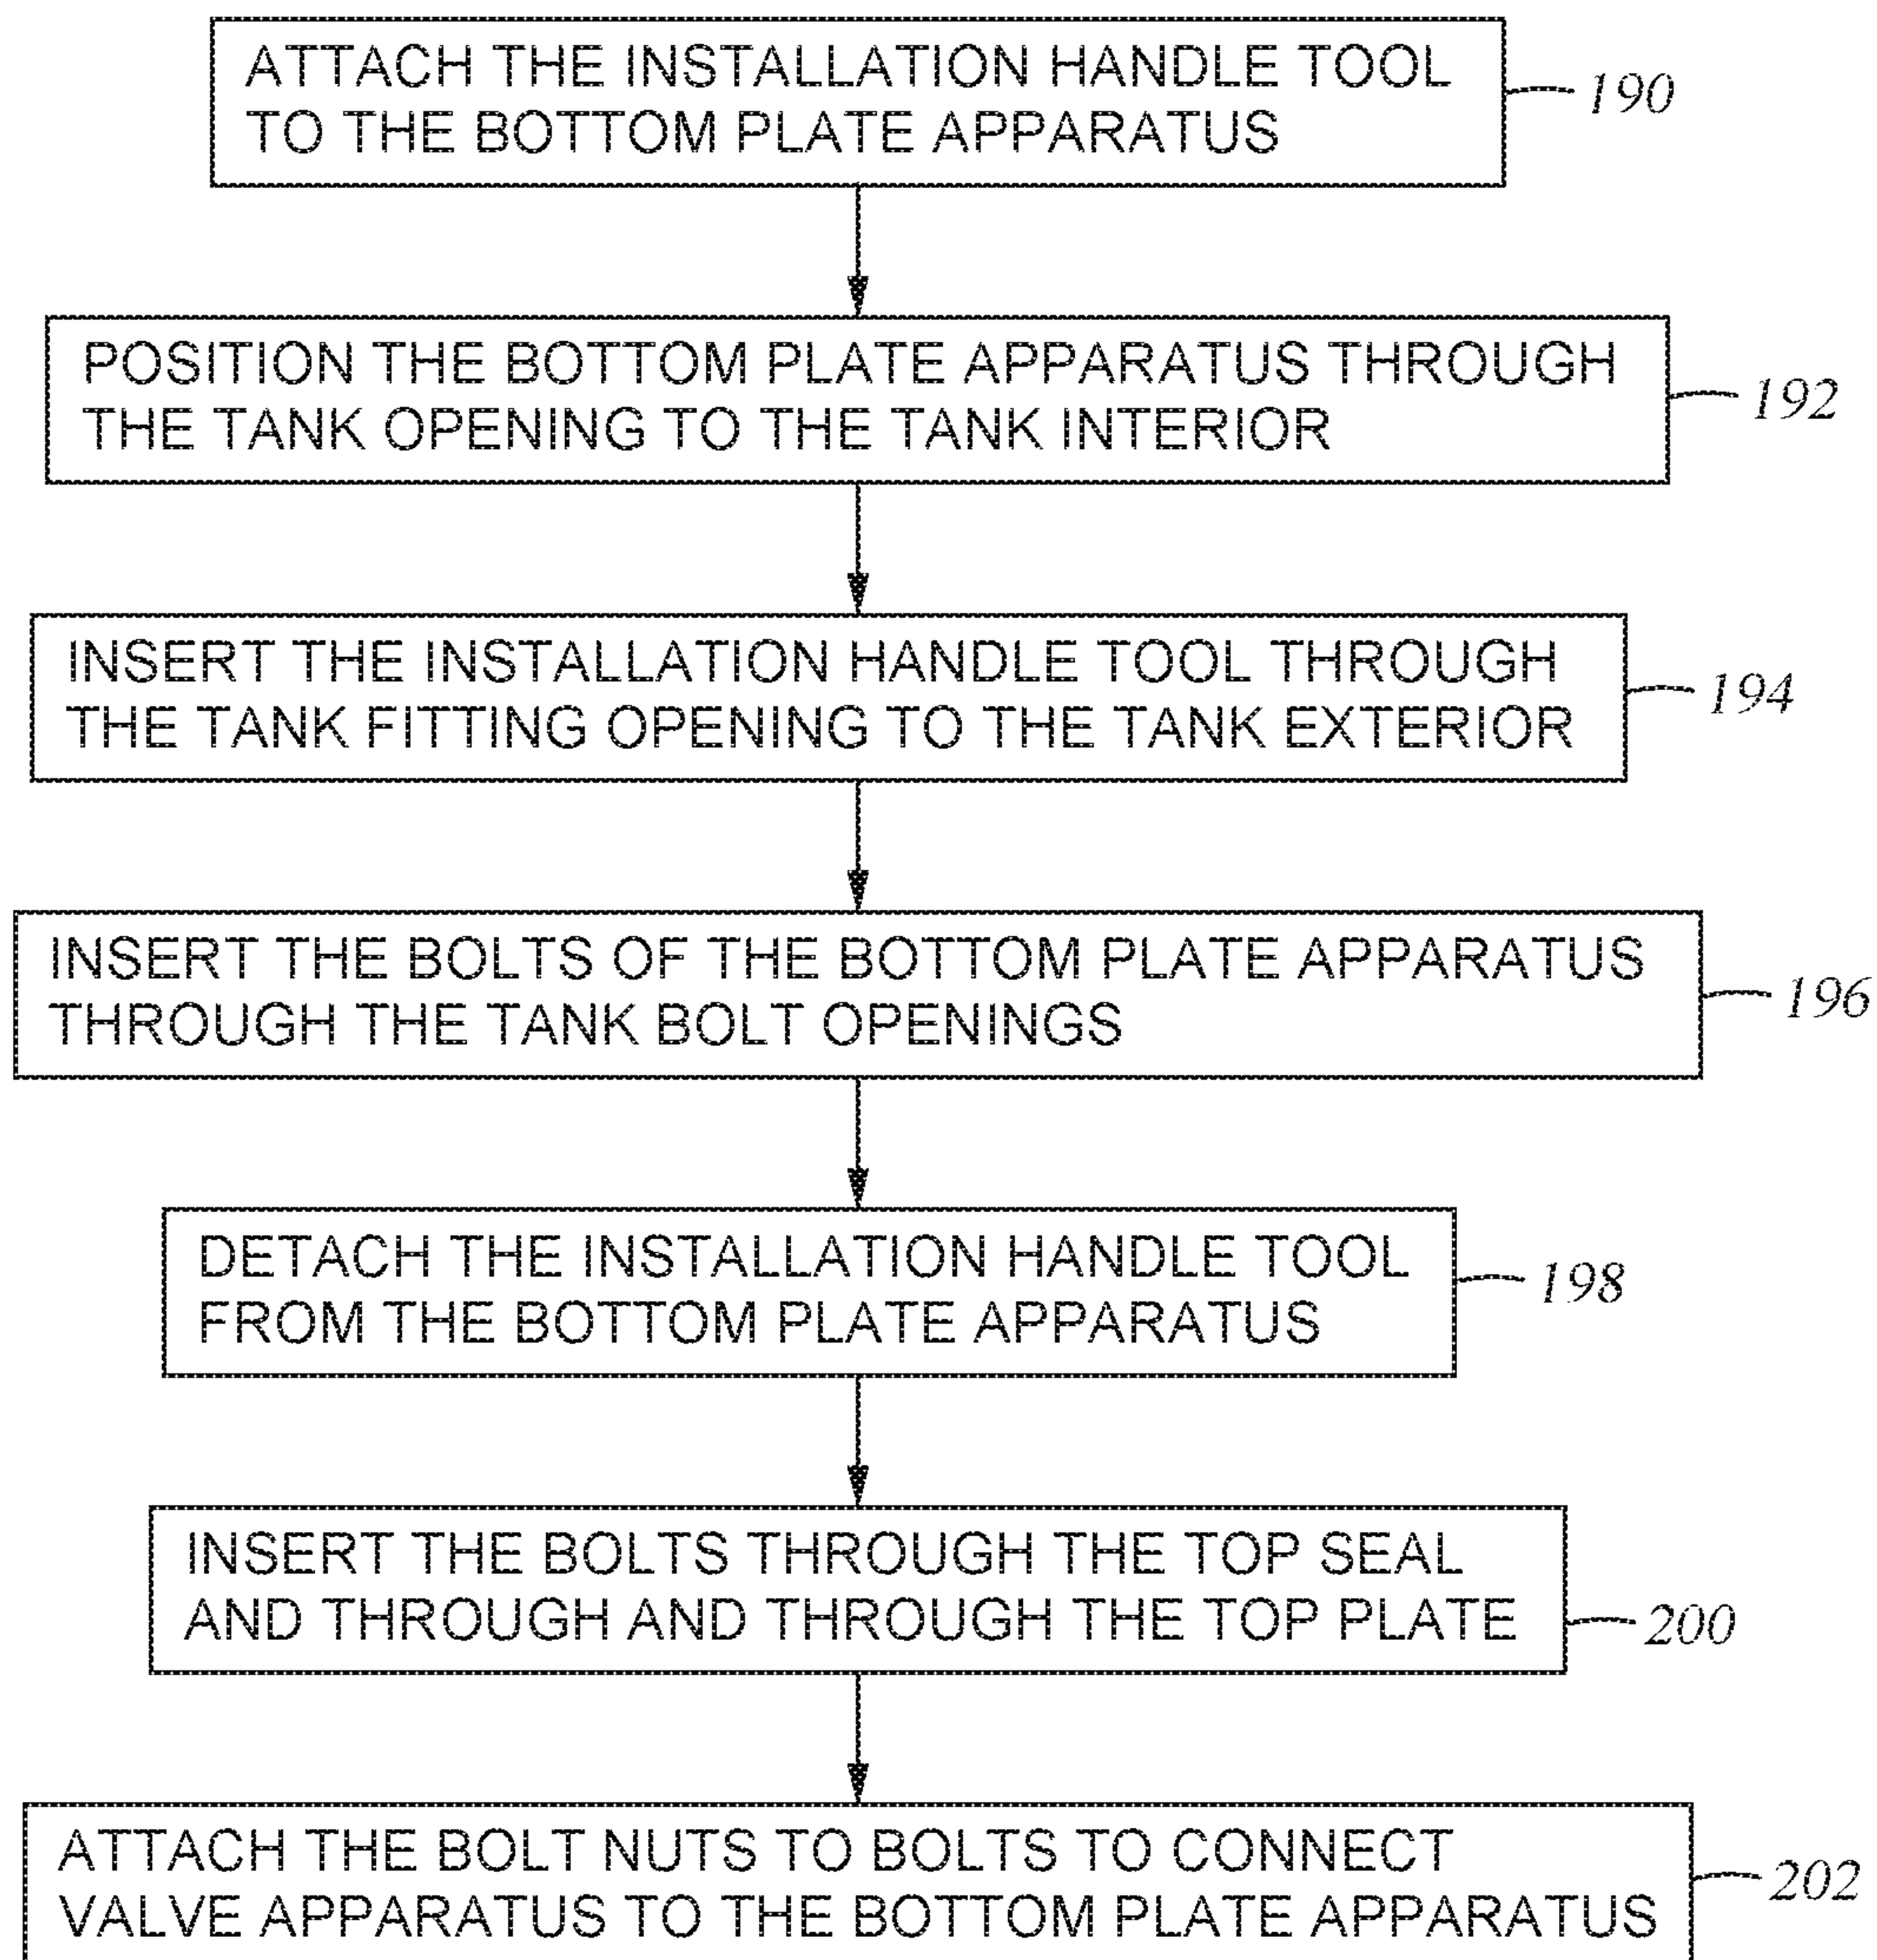 ATTACH THE INSTALLATION HANDLE TOOL
TO THE BOTTOM PLATE APPARATUS
190
POSITION THE BOTTOM PLATE APPARATUS THROUGH
THE TANK OPENING TO THE TANK INTERIOR
192
INSERT THE INSTALLATION HANDLE TOOL THROUGH
THE TANK FITTING OPENING TO THE TANK EXTERIOR
194
INSERT THE BOLTS OF THE BOTTOM PLATE APPARATUS
THROUGH THE TANK BOLT OPENINGS
196
DETACH THE INSTALLATION HANDLE TOOL
FROM THE BOTTOM PLATE APPARATUS
198
INSERT THE BOLTS THROUGH THE TOP SEAL
AND THROUGH AND THROUGH THE TOP PLATE
200
ATTACH THE BOLT NUTS TO BOLTS TO CONNECT
VALVE APPARATUS TO THE BOTTOM PLATE APPARATUS
202